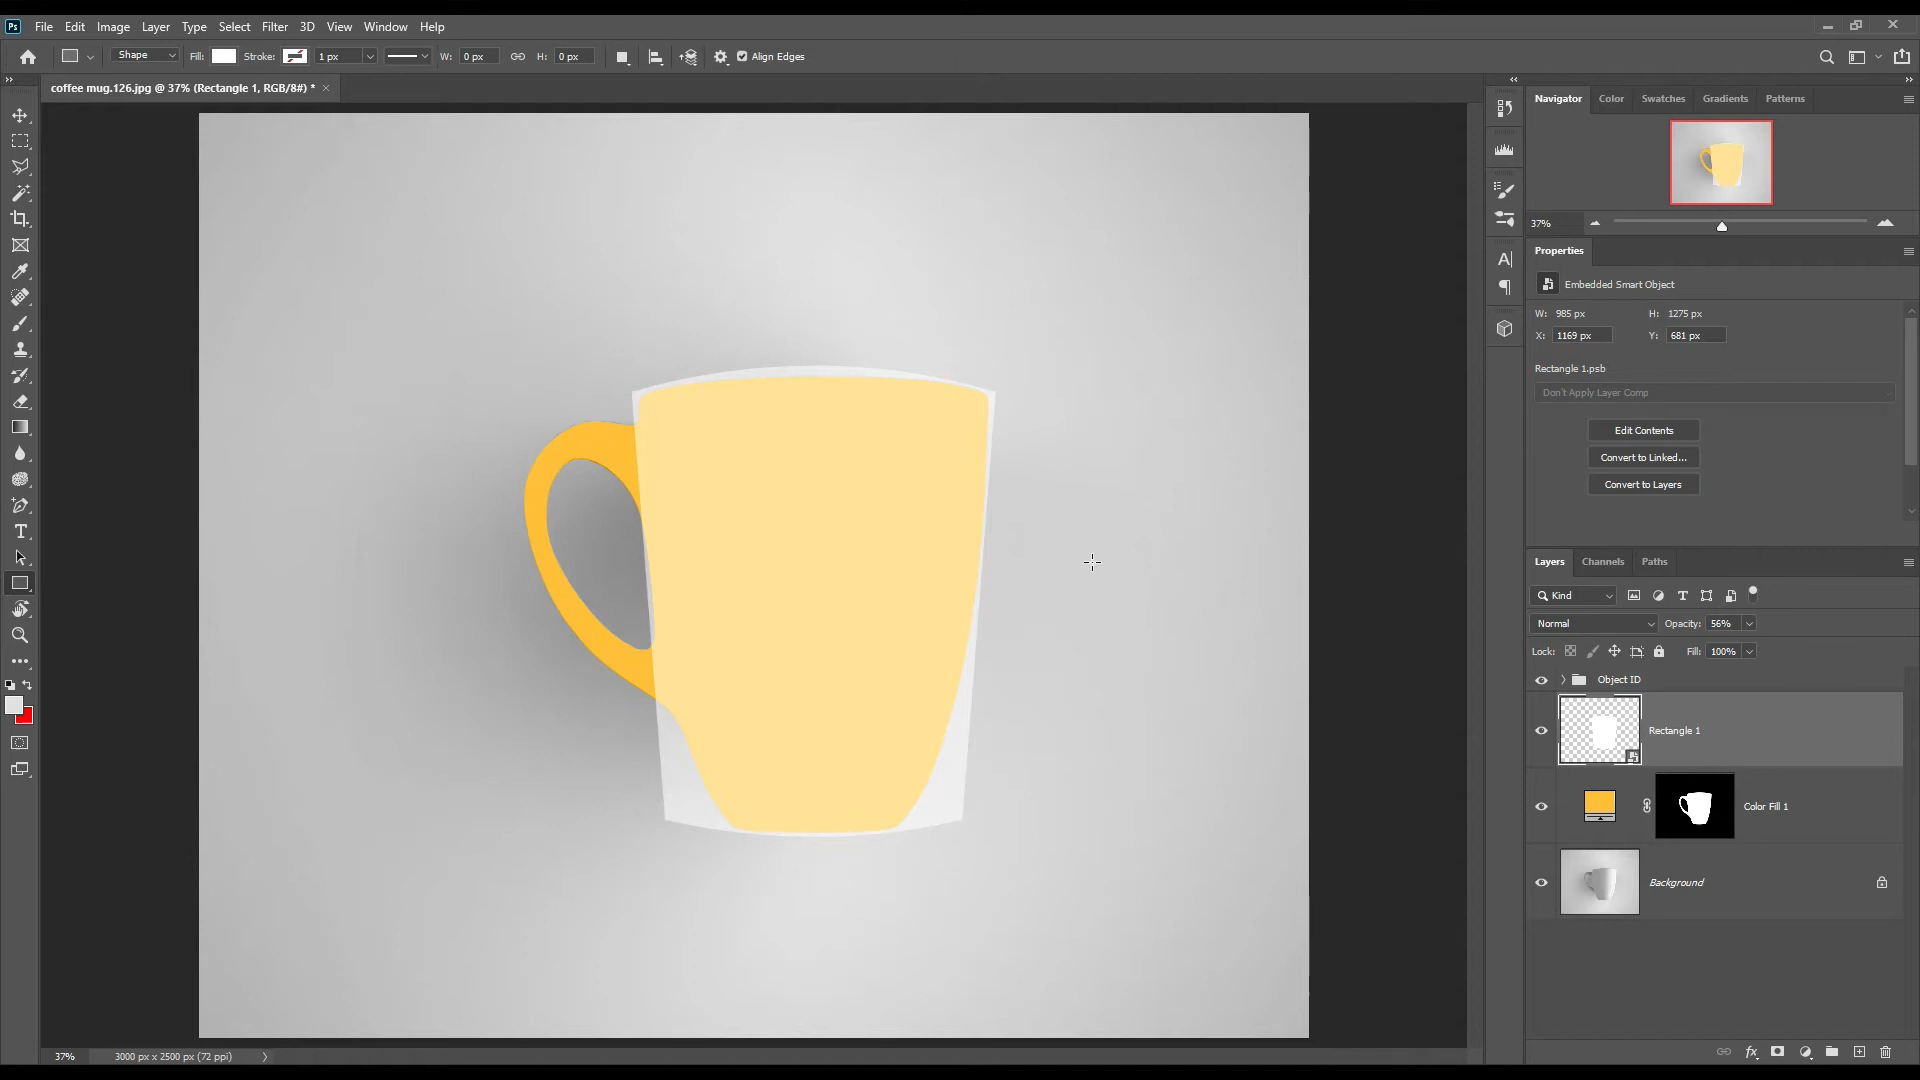 Ps File Edit Image Layer Type Select Filter 3D View Window Help
Shape Fill: Stroke: 1 px W: 0 px H: 0 px Align Edges
coffee mug.126.jpg @ 37% (Rectangle 1, RGB/8#) * ×
Navigator Color Swatches Gradients Patterns
37%
Properties
Embedded Smart Object
W: 985 px H: 1275 px
X: 1169 px Y: 681 px
Rectangle 1.psb
Don't Apply Layer Comp
Edit Contents
Convert to Linked...
Convert to Layers
Layers Channels Paths
Kind
Normal Opacity: 56%
Lock: Fill: 100%
Object ID
Rectangle 1
Color Fill 1
Background
37% 3000 px x 2500 px (72 ppi)